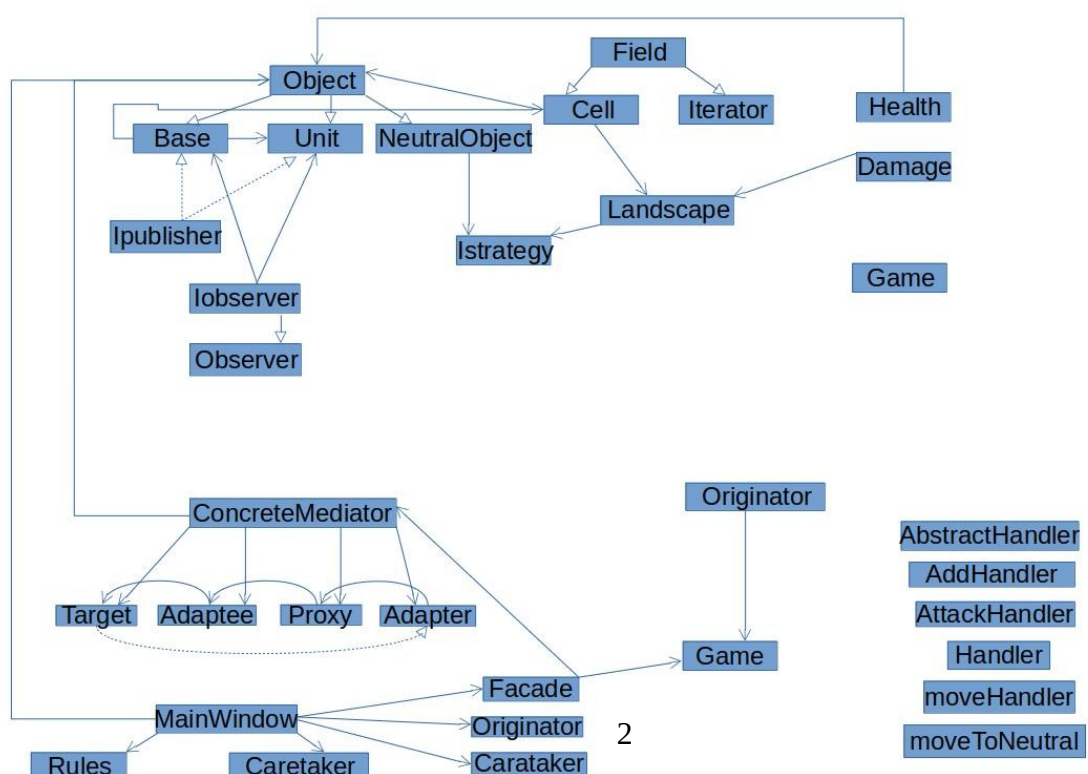 Field
Object
Cell
Iterator
Health
Base
Unit
NeutralObject
Damage
Landscape
Ipublisher
Istrategy
Game
Iobserver
Observer
Originator
ConcreteMediator
AbstractHandler
AddHandler
Target
Adaptee
Proxy
Adapter
AttackHandler
Handler
Game
Facade
moveHandler
MainWindow
Originator
2
moveToNeutral
Rules
Caretaker
Carataker